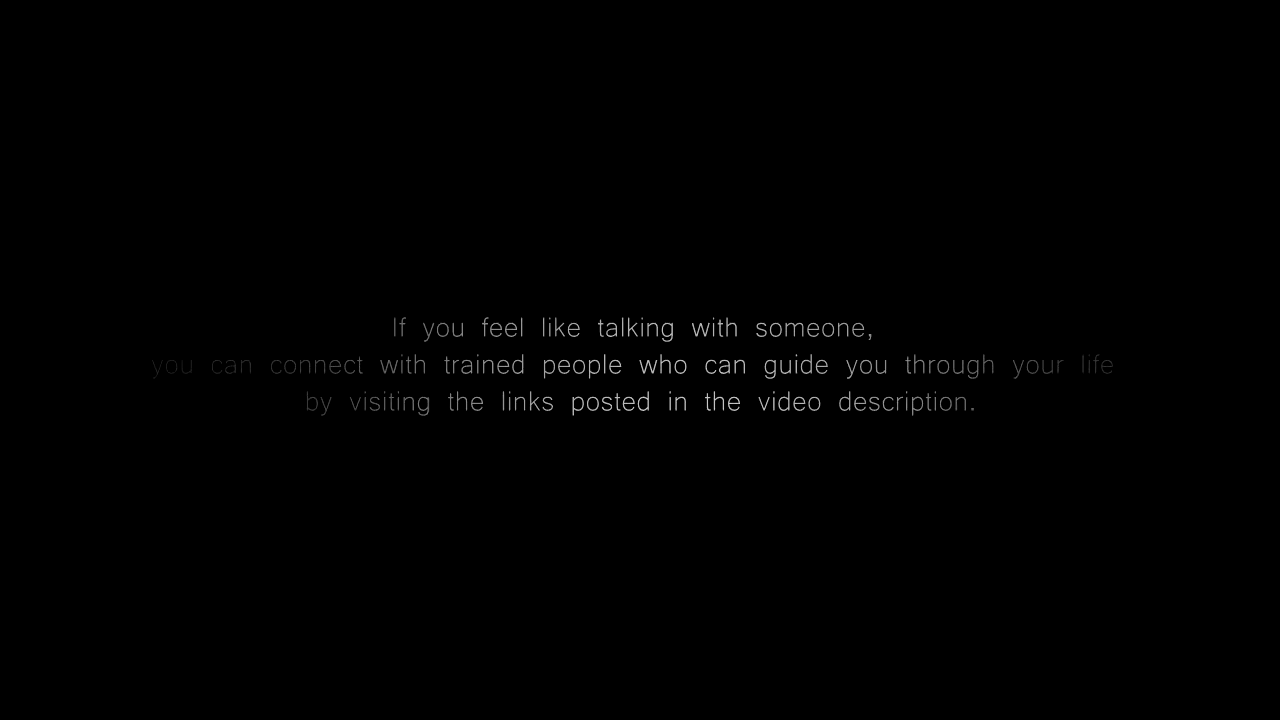 If you feel like talking with someone,
you can connect with trained people who can guide you through your life
by visiting the links posted in the video description.